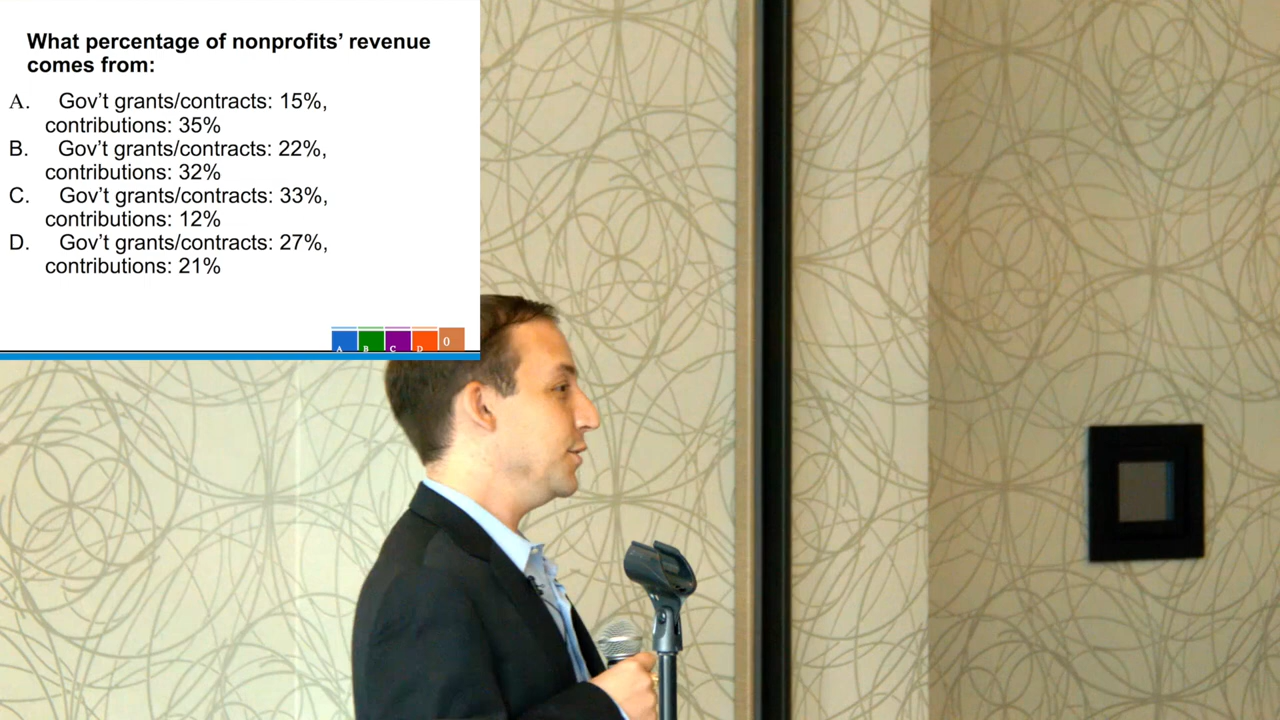 What percentage of nonprofits’ revenue
comes from:
A. Gov’t grants/contracts: 15%,
contributions: 35%
B. Gov’t grants/contracts: 22%,
contributions: 32%
C. Gov’t grants/contracts: 33%,
contributions: 12%
D. Gov’t grants/contracts: 27%,
contributions: 21%
A B C D 0